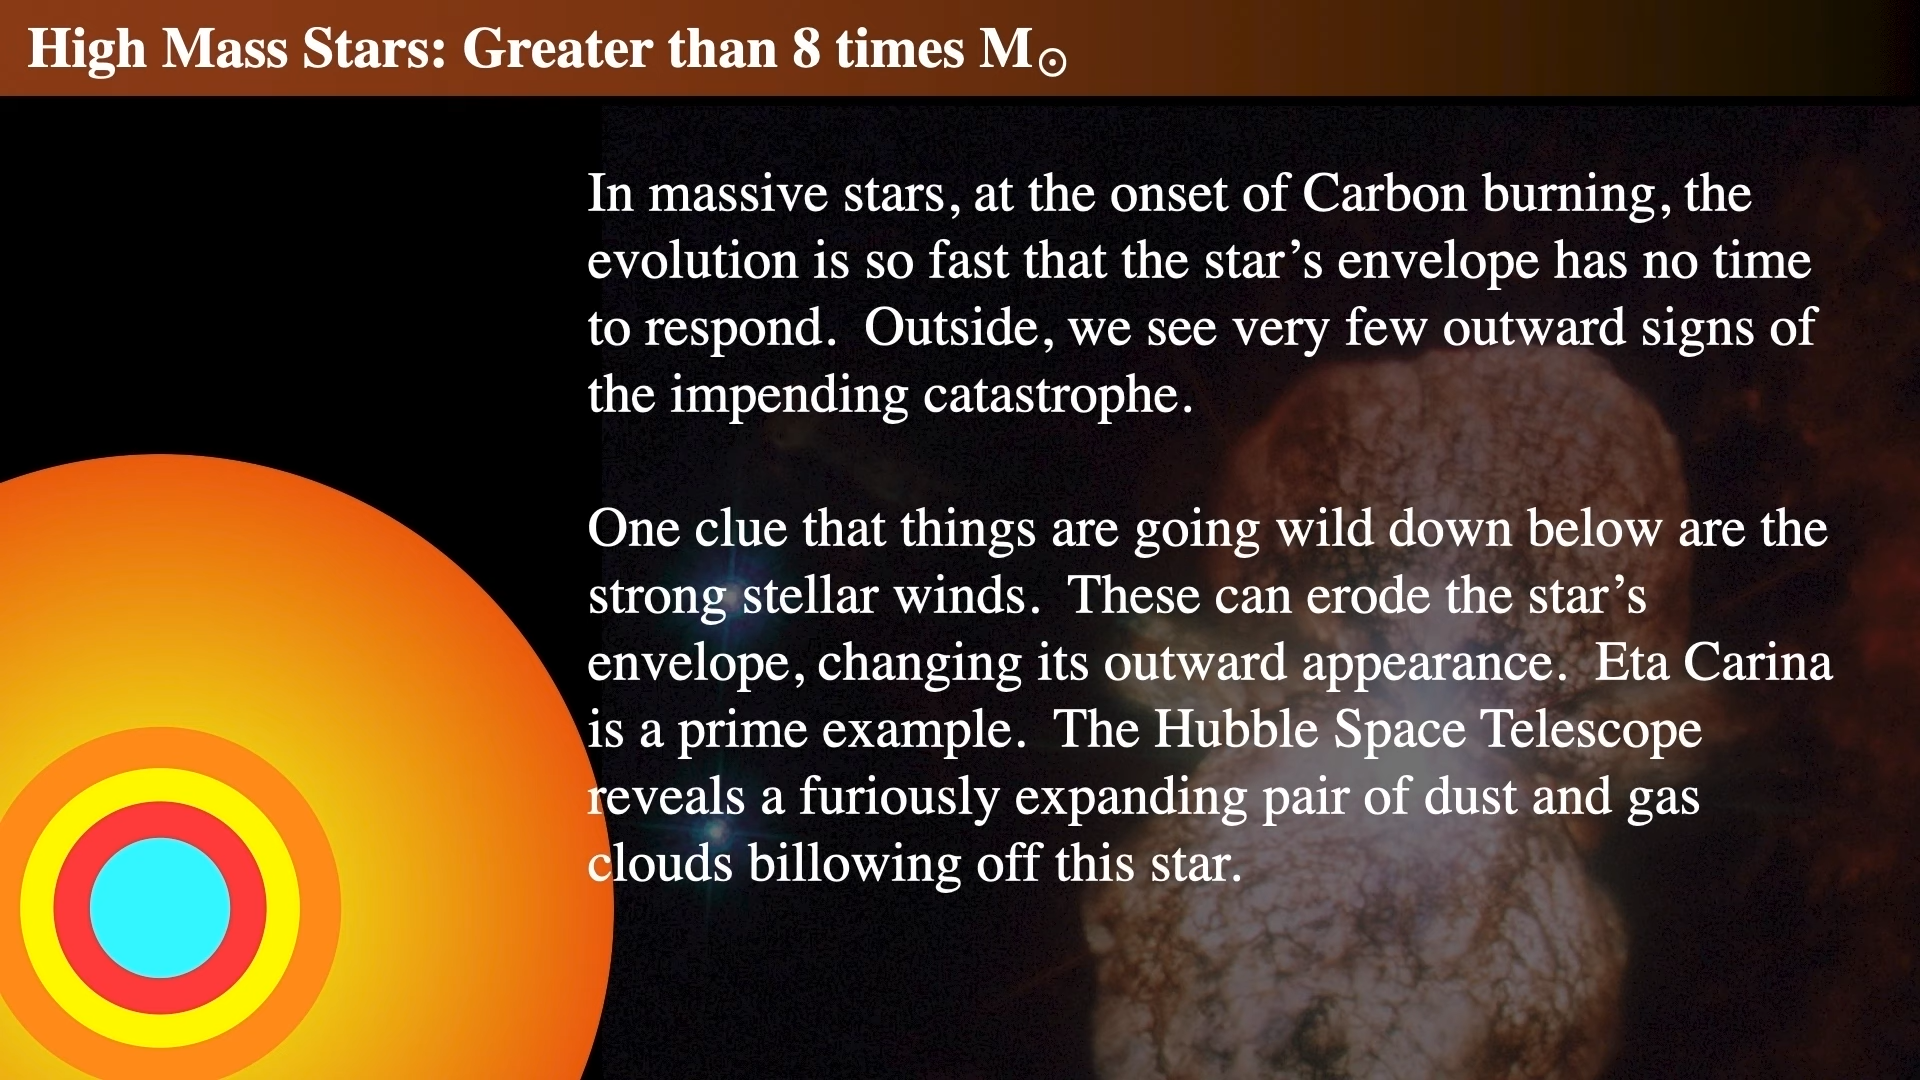 High Mass Stars: Greater than 8 times M☉
In massive stars, at the onset of Carbon burning, the
evolution is so fast that the star’s envelope has no time
to respond.  Outside, we see very few outward signs of
the impending catastrophe.
One clue that things are going wild down below are the
strong stellar winds.  These can erode the star’s
envelope, changing its outward appearance.  Eta Carina
is a prime example.  The Hubble Space Telescope
reveals a furiously expanding pair of dust and gas
clouds billowing off this star.